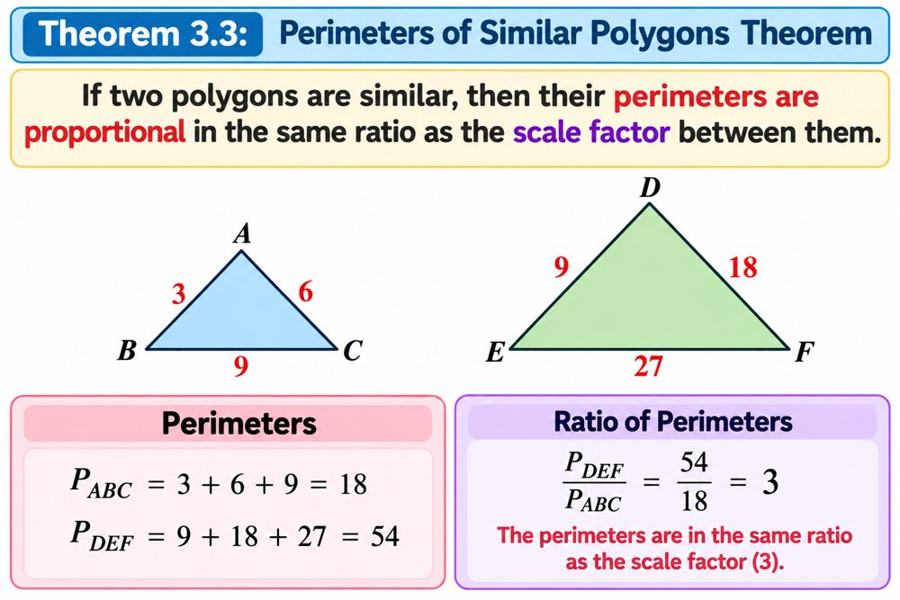 Theorem 3.3: Perimeters of Similar Polygons Theorem
If two polygons are similar, then their perimeters are
proportional in the same ratio as the scale factor between them.
D
A
9 18
3 6
B C E F
9 27
Perimeters
P_ABC = 3 + 6 + 9 = 18
P_DEF = 9 + 18 + 27 = 54
Ratio of Perimeters
P_DEF / P_ABC = 54 / 18 = 3
The perimeters are in the same ratio
as the scale factor (3).